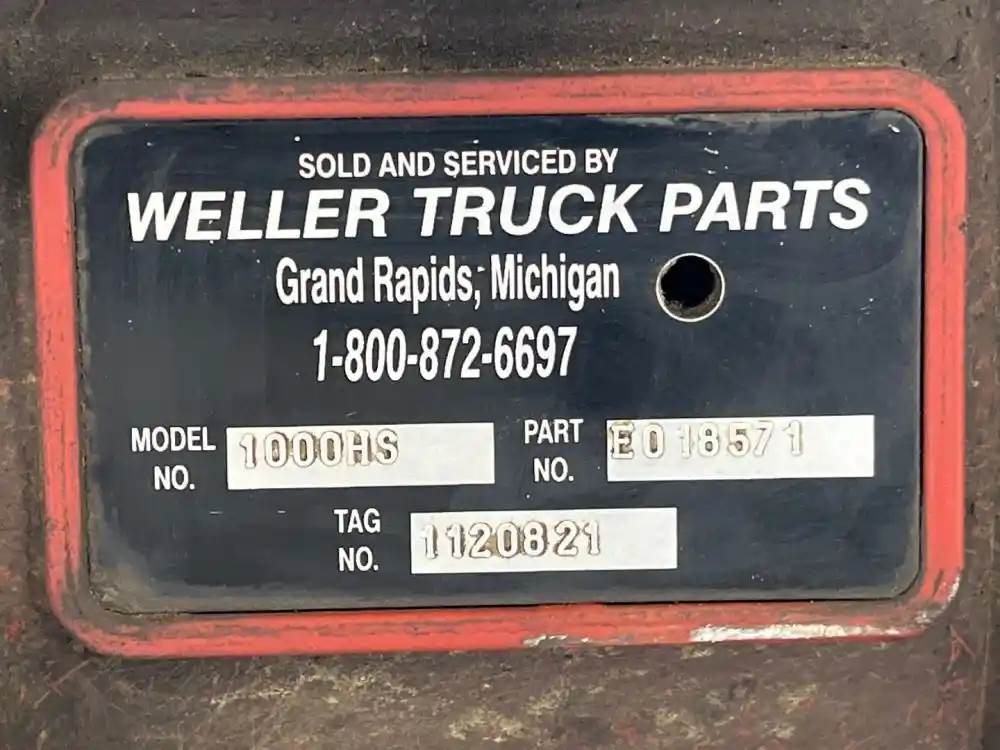 SOLD AND SERVICED BY
WELLER TRUCK PARTS
Grand Rapids, Michigan
1-800-872-6697
MODEL NO. 1000HS
PART NO. E018571
TAG NO. 1120821